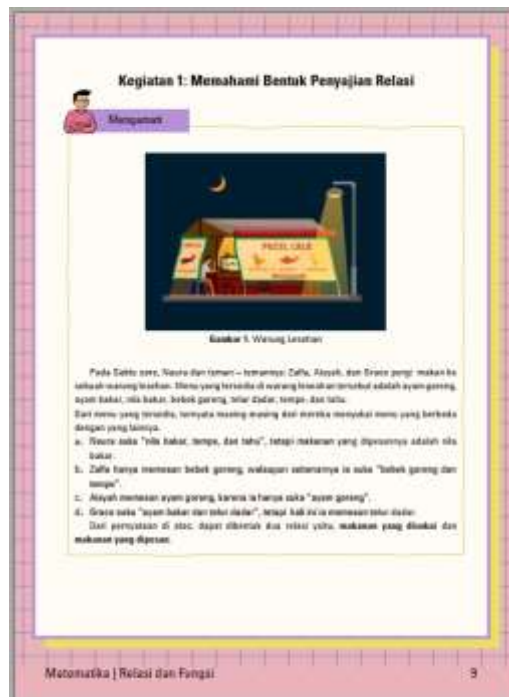 Kegiatan 1: Memahami Bentuk Penyajian Relasi
Mengamati
PECEL LELE
Gambar 1. Warung Lesehan
Pada Sabtu sore, Naura dan teman – temannya: Zalfa, Aisyah, dan Grace pergi makan ke
sebuah warung lesehan. Menu yang tersedia di warung lesehan tersebut adalah ayam goreng,
ayam bakar, nila bakar, bebek goreng, telur dadar, tempe, dan tahu.
Dari menu yang tersedia, ternyata masing masing dari mereka menyukai menu yang berbeda
dengan yang lainnya.
a. Naura suka "nila bakar, tempe, dan tahu", tetapi makanan yang dipesannya adalah nila
bakar.
b. Zalfa hanya memesan bebek goreng, walaupun sebenarnya ia suka "bebek goreng dan
tempe".
c. Aisyah memesan ayam goreng, karena ia hanya suka "ayam goreng".
d. Grace suka "ayam bakar dan telur dadar", tetapi kali ini ia memesan telur dadar.
Dari pernyataan di atas, dapat dibentuk dua relasi yaitu, makanan yang disukai dan
makanan yang dipesan.
Matematika | Relasi dan Fungsi
9